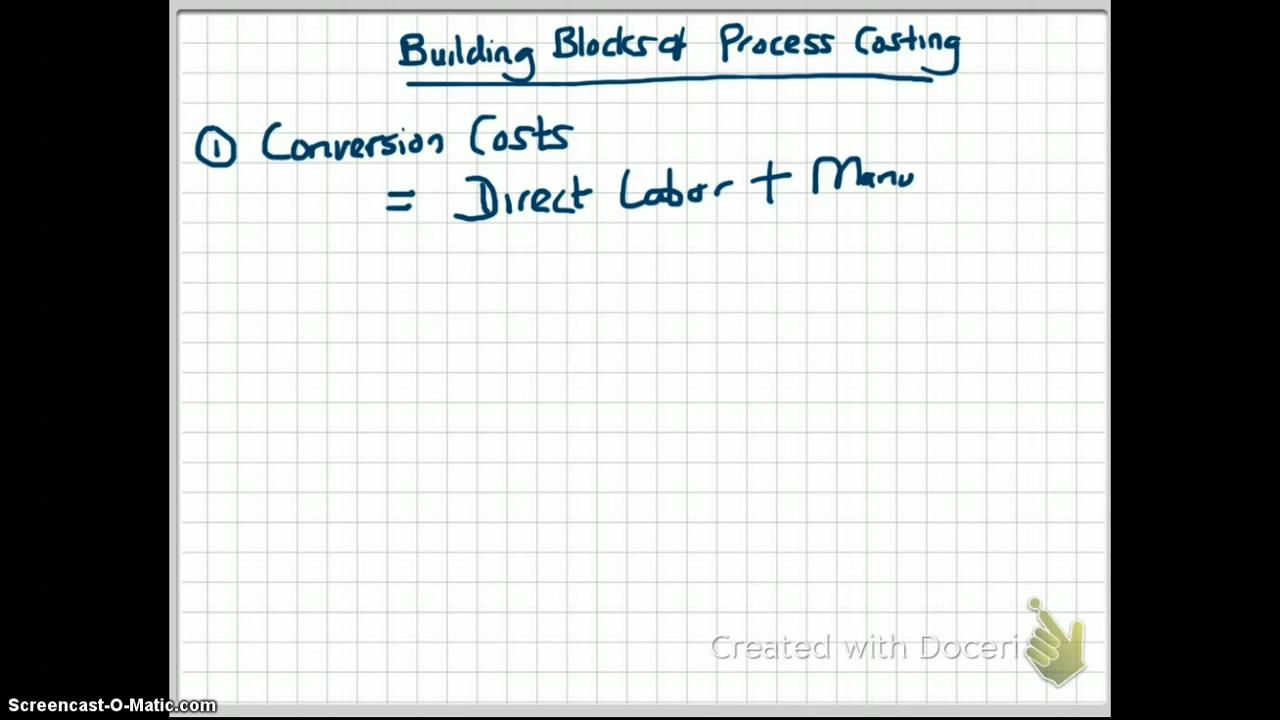 Building Blocks of Process Costing
① Conversion Costs
= Direct Labor + Manu
Created with Doceri
Screencast-O-Matic.com